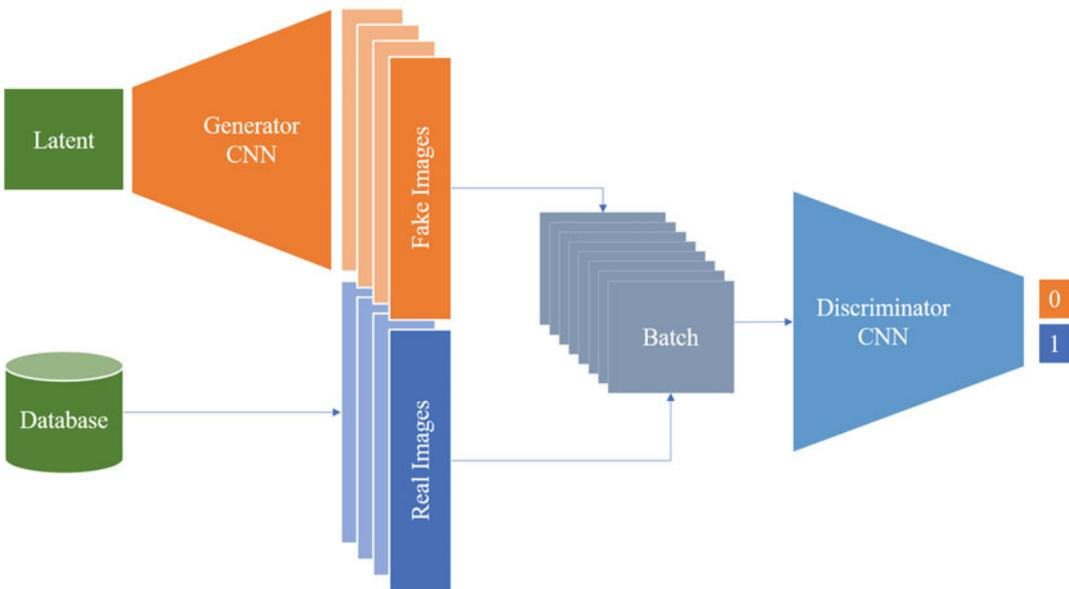 Latent
Generator
CNN
Fake Images
Database
Real Images
Batch
Discriminator
CNN
0
1